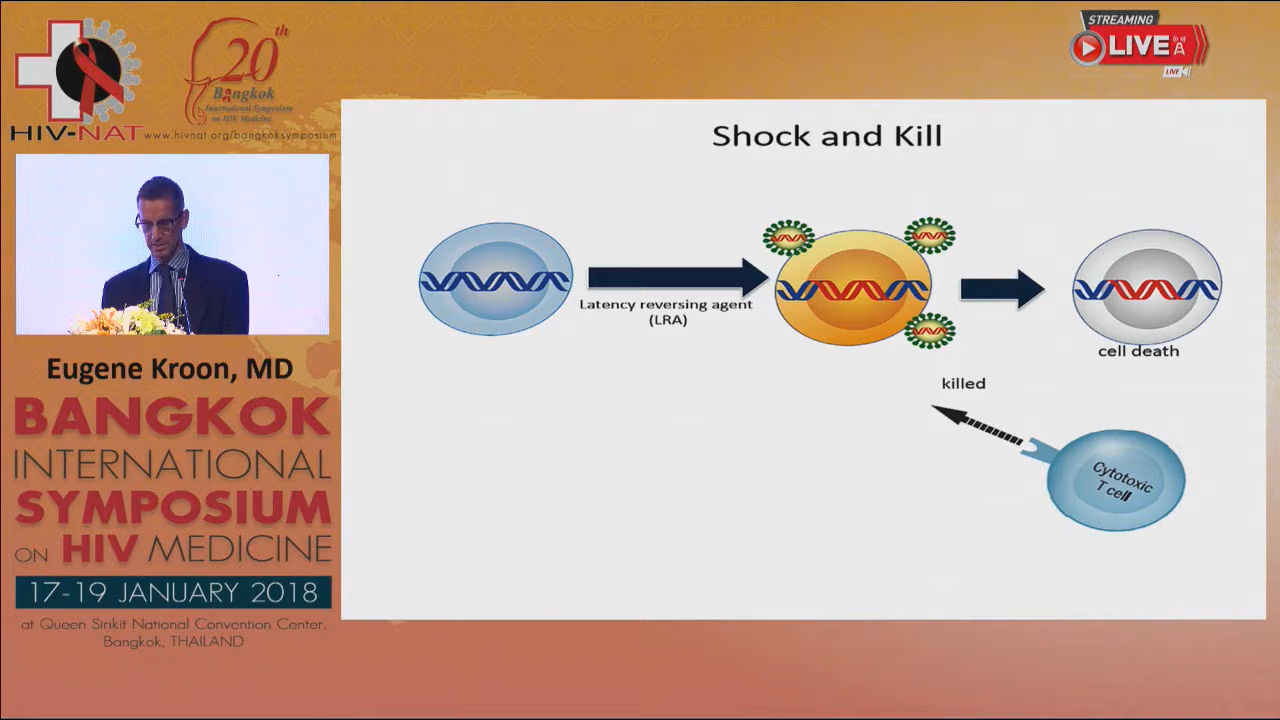 HIV-NAT
www.hivnat.org/bangkoksymposium
20th
Bangkok
International Symposium
on HIV Medicine
STREAMING
LIVE
LIVE
Eugene Kroon, MD
BANGKOK
INTERNATIONAL
SYMPOSIUM
ON HIV MEDICINE
17-19 JANUARY 2018
at Queen Sirikit National Convention Center,
Bangkok, THAILAND
Shock and Kill
Latency reversing agent
(LRA)
cell death
killed
Cytotoxic
T cell